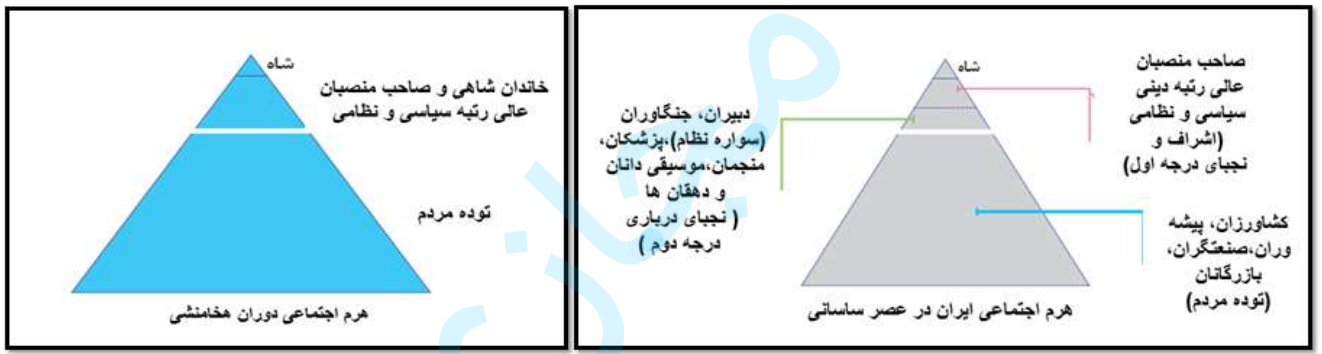 شاه
خاندان شاهی و صاحب منصبان
عالی رتبه سیاسی و نظامی
توده مردم
هرم اجتماعی دوران هخامنشی
شاه
صاحب منصبان
عالی رتبه دینی
سیاسی و نظامی
(اشراف و
نجبای درجه اول)
دبیران، جنگاوران
(سواره نظام)،پزشکان،
منجمان،موسیقی دانان
و دهقان ها
( نجبای درباری
درجه دوم )
کشاورزان، پیشه
وران،صنعتگران،
بازرگانان
(توده مردم)
هرم اجتماعی ایران در عصر ساسانی